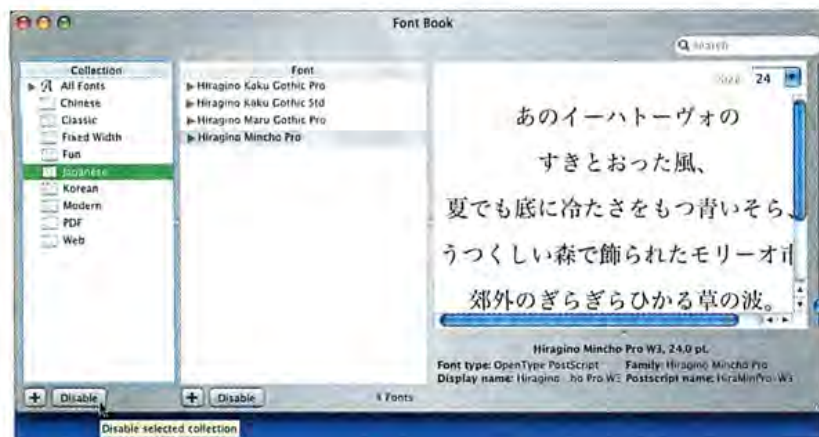 Font Book
search
Collection
All Fonts
Chinese
Classic
Fixed Width
Fun
Japanese
Korean
Modern
PDF
Web
+ Disable
Disable selected collection
Font
Hiragino Kaku Gothic Pro
Hiragino Kaku Gothic Std
Hiragino Maru Gothic Pro
Hiragino Mincho Pro
+ Disable
4 Fonts
Size: 24
あのイーハトーヴォの
すきとおった風、
夏でも底に冷たさをもつ青いそら、
うつくしい森で飾られたモリーオ市
郊外のぎらぎらひかる草の波。
Hiragino Mincho Pro W3, 24.0 pt.
Font type: OpenType PostScript Family: Hiragino Mincho Pro
Display name: Hiragino...ho Pro W3 Postscript name: HiraMinPro-W3